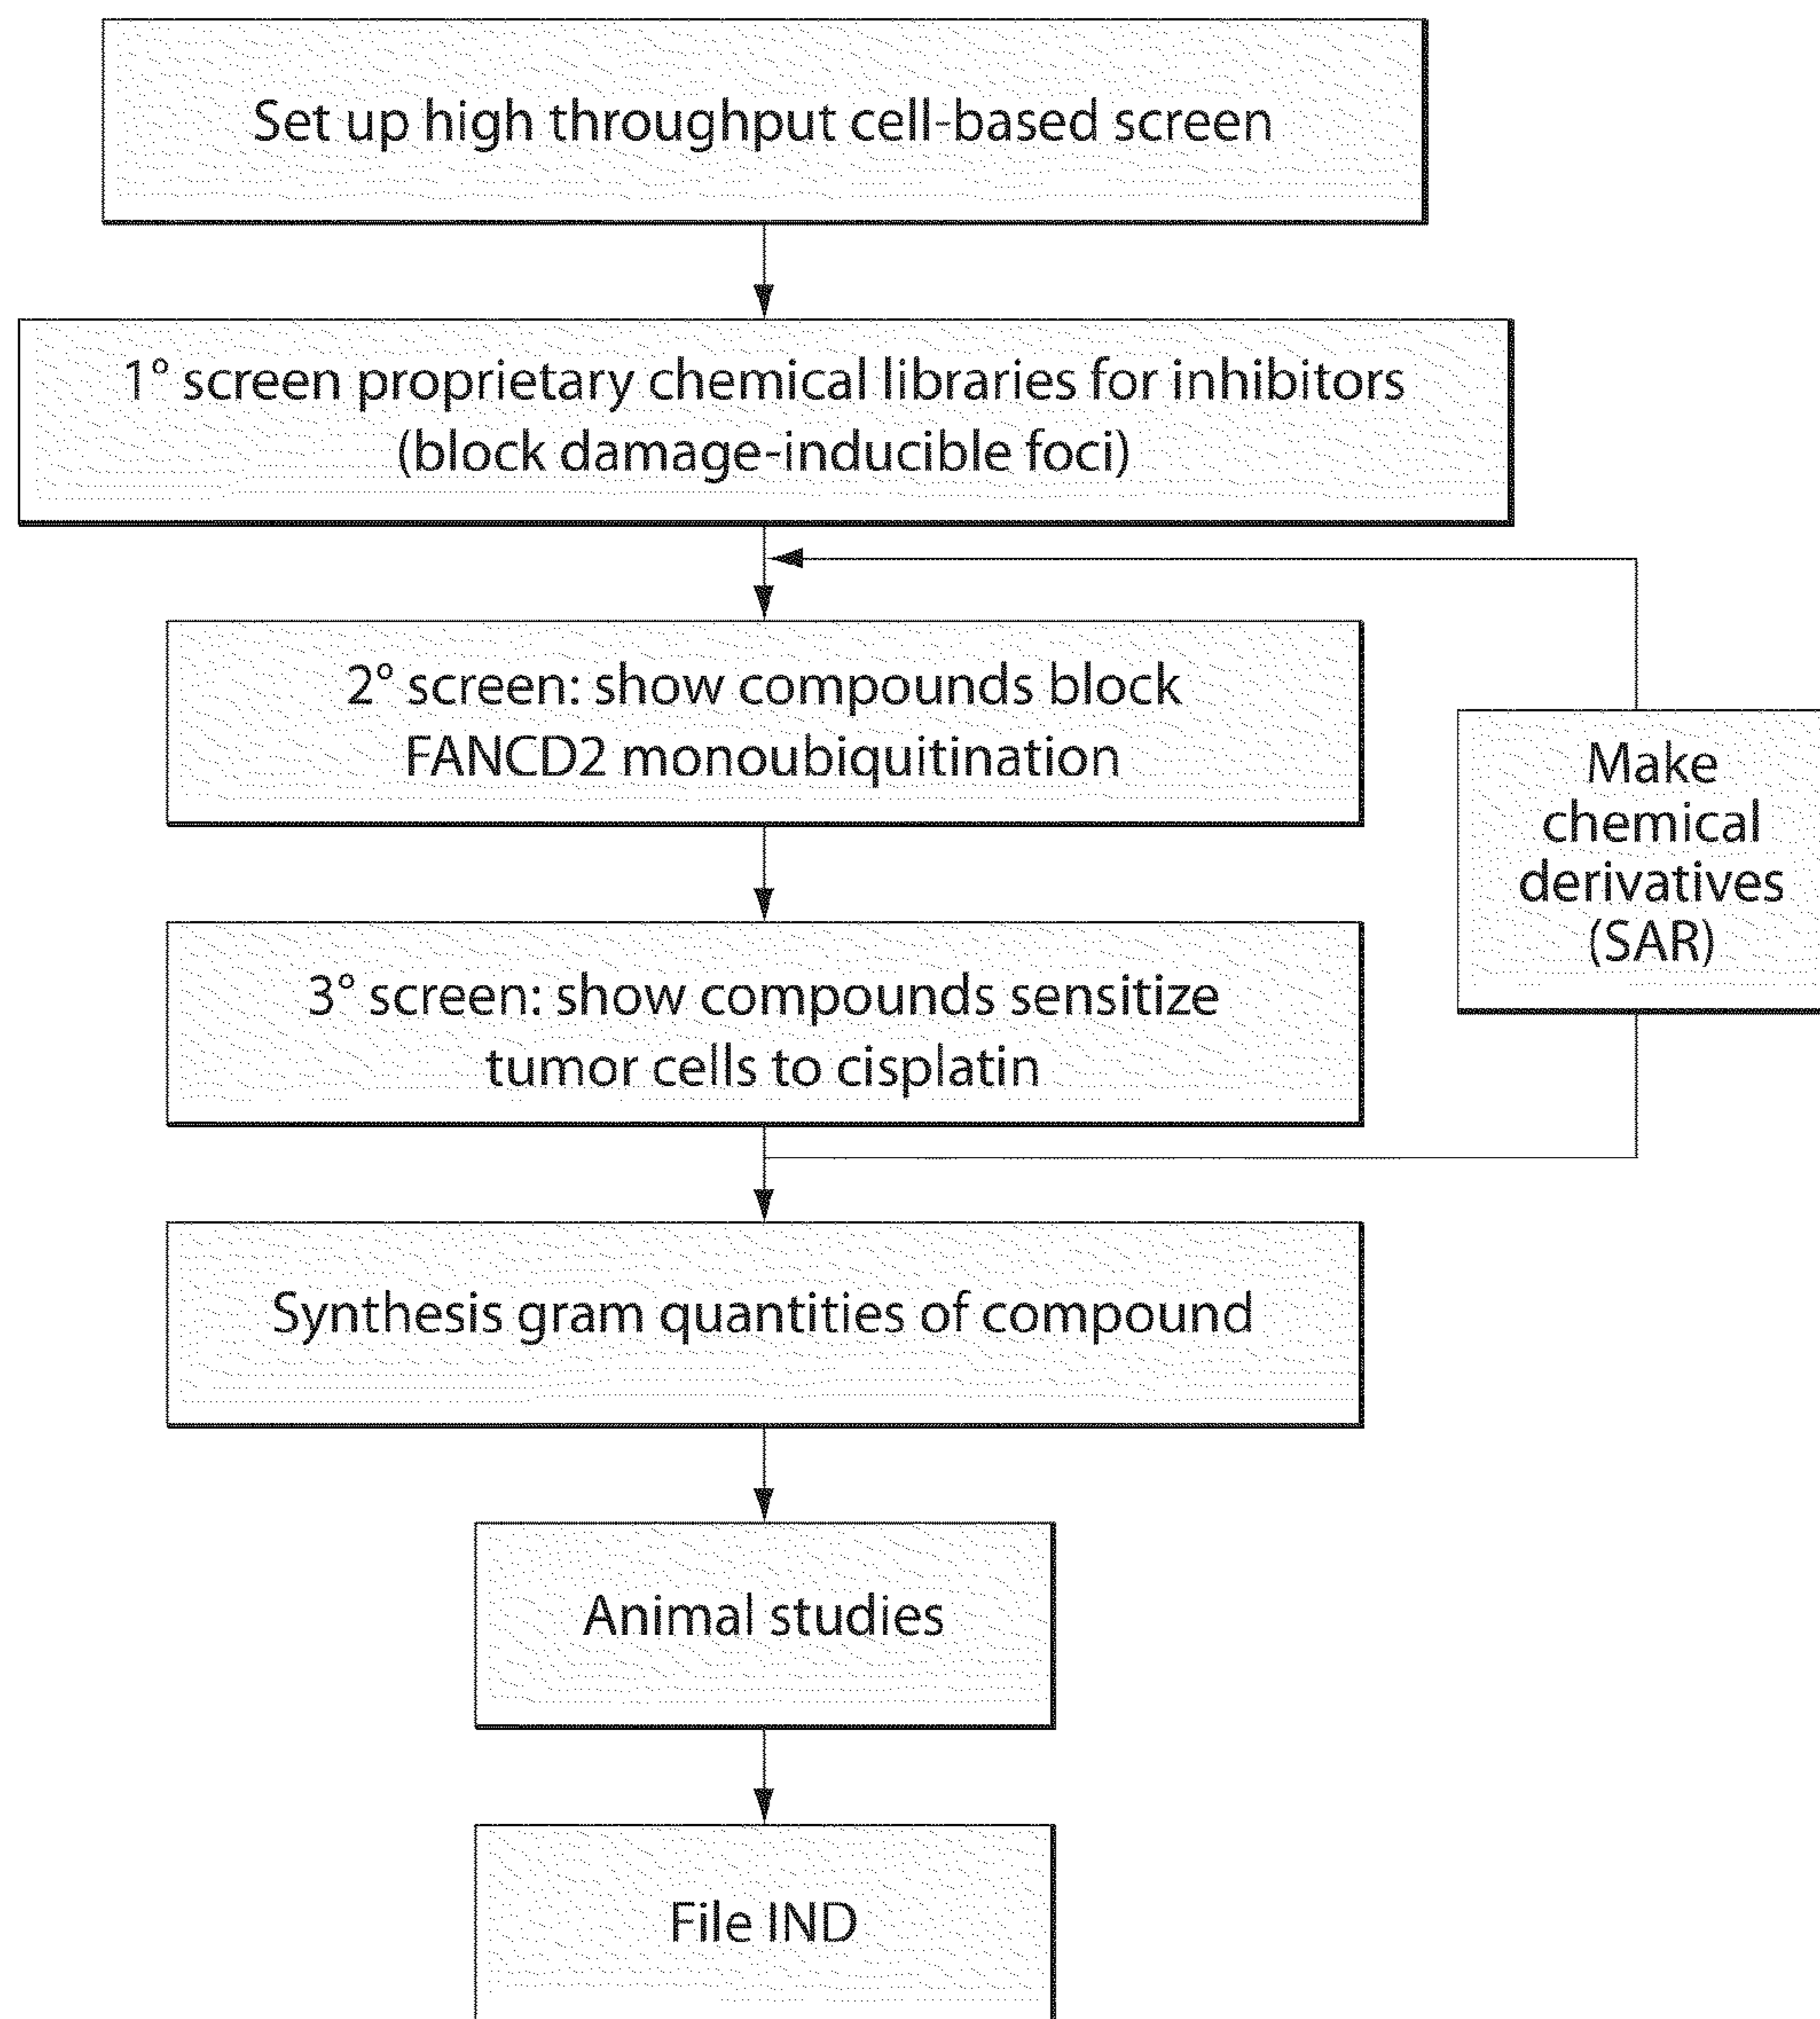 Set up high throughput cell-based screen
1° screen proprietary chemical libraries for inhibitors
(block damage-inducible foci)
2° screen: show compounds block
FANCD2 monoubiquitination
Make
chemical
derivatives
(SAR)
3° screen: show compounds sensitize
tumor cells to cisplatin
Synthesis gram quantities of compound
Animal studies
File IND